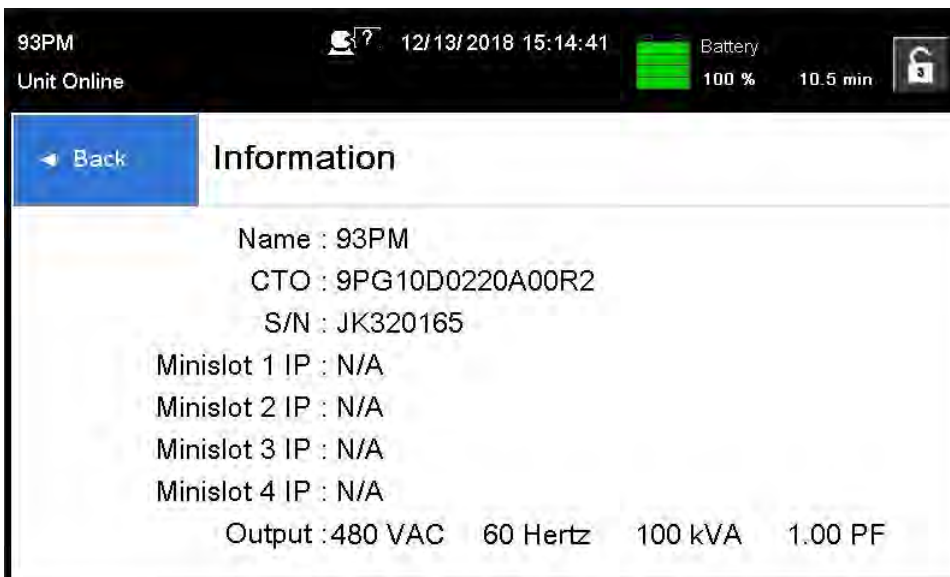 93PM
? 12/13/2018 15:14:41
Battery
Unit Online
100 % 10.5 min
3
◄ Back
Information
Name : 93PM
CTO : 9PG10D0220A00R2
S/N : JK320165
Minislot 1 IP : N/A
Minislot 2 IP : N/A
Minislot 3 IP : N/A
Minislot 4 IP : N/A
Output : 480 VAC 60 Hertz 100 kVA 1.00 PF